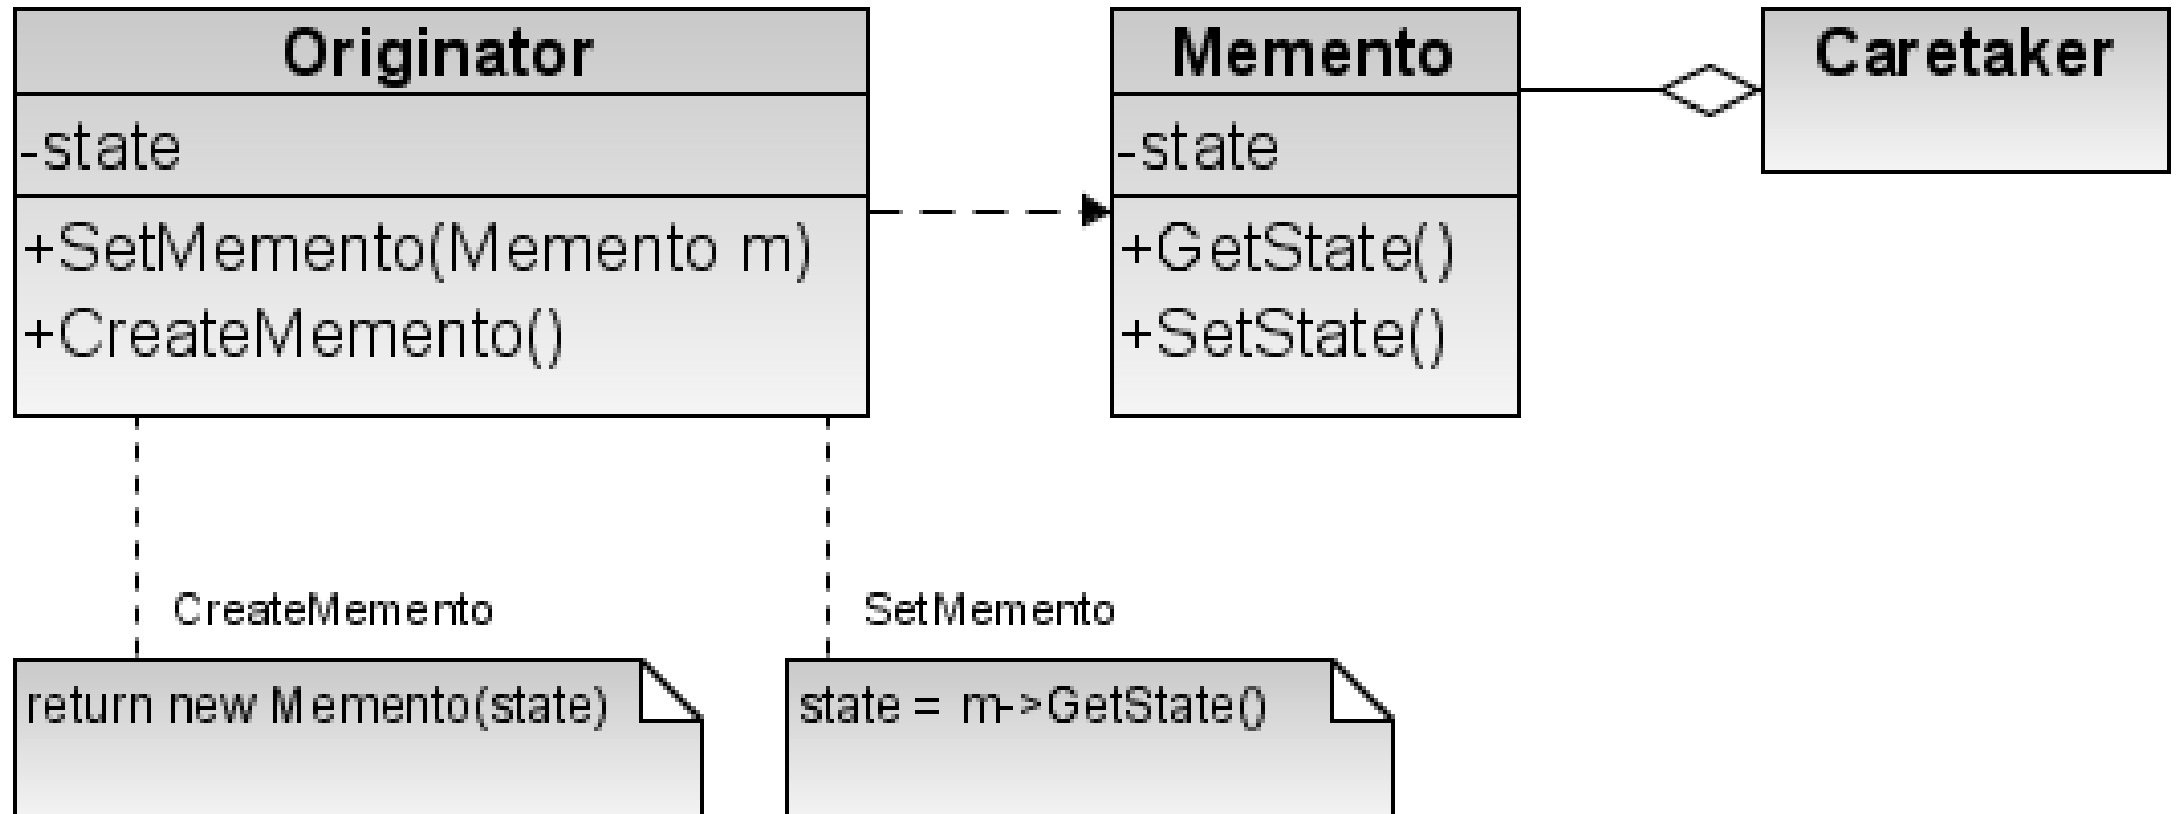 Originator
-state
+SetMemento(Memento m)
+CreateMemento()
Memento
-state
+GetState()
+SetState()
Caretaker
CreateMemento
return new Memento(state)
SetMemento
state = m->GetState()